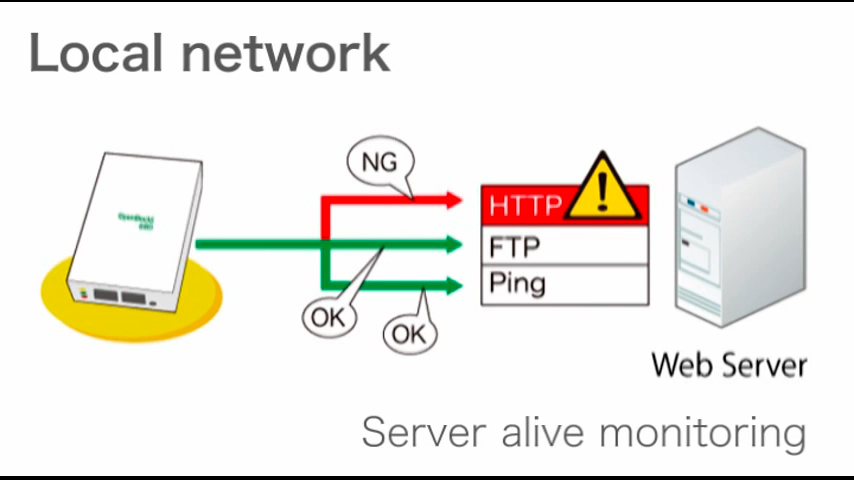 Local network
NG
HTTP
FTP
Ping
OK
OK
Web Server
Server alive monitoring